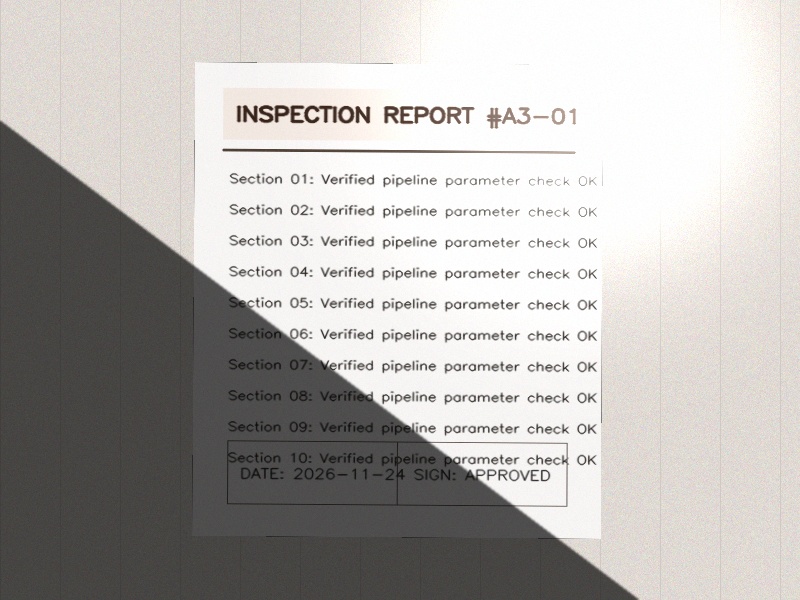 INSPECTION REPORT #A3-01
Section 01: Verified pipeline parameter check OK
Section 02: Verified pipeline parameter check OK
Section 03: Verified pipeline parameter check OK
Section 04: Verified pipeline parameter check OK
Section 05: Verified pipeline parameter check OK
Section 06: Verified pipeline parameter check OK
Section 07: Verified pipeline parameter check OK
Section 08: Verified pipeline parameter check OK
Section 09: Verified pipeline parameter check OK
Section 10: Verified pipeline parameter check OK
DATE: 2026-11-24 SIGN: APPROVED